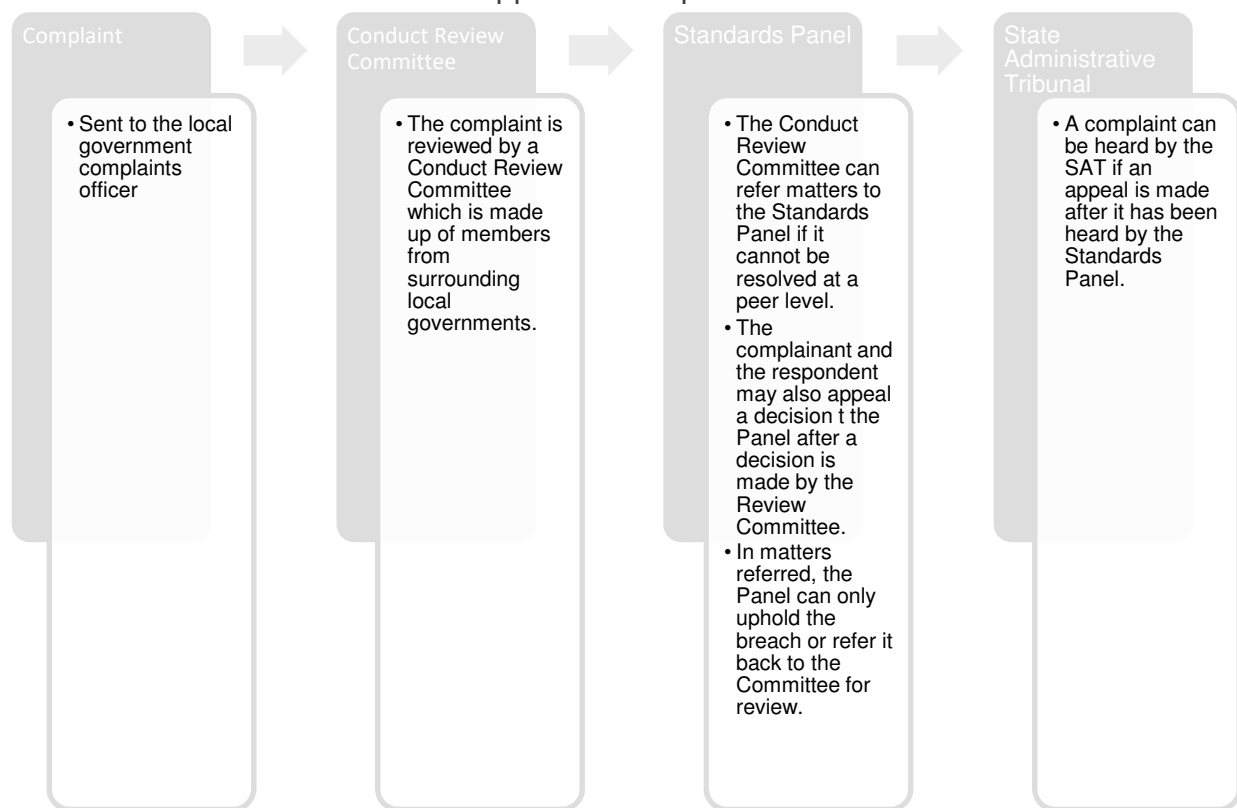 Complaint
• Sent to the local
government
complaints
officer
Conduct Review
Committee
• The complaint is
reviewed by a
Conduct Review
Committee
which is made
up of members
from
surrounding
local
governments.
Standards Panel
• The Conduct
Review
Committee can
refer matters to
the Standards
Panel if it
cannot be
resolved at a
peer level.
• The
complainant and
the respondent
may also appeal
a decision t the
Panel after a
decision is
made by the
Review
Committee.
• In matters
referred, the
Panel can only
uphold the
breach or refer it
back to the
Committee for
review.
State
Administrative
Tribunal
• A complaint can
be heard by the
SAT if an
appeal is made
after it has been
heard by the
Standards
Panel.